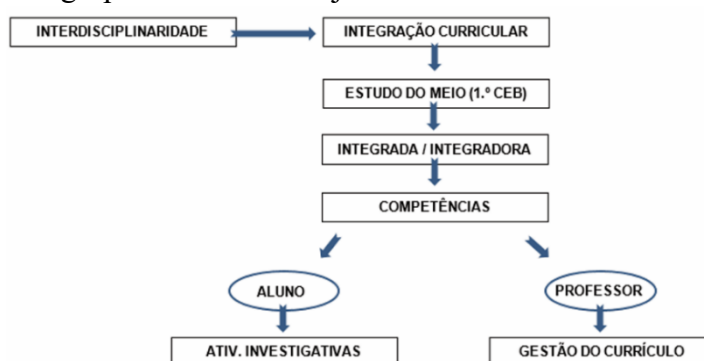 INTERDISCIPLINARIDADE
INTEGRAÇÃO CURRICULAR
ESTUDO DO MEIO (1.º CEB)
INTEGRADA / INTEGRADORA
COMPETÊNCIAS
ALUNO
PROFESSOR
ATIV. INVESTIGATIVAS
GESTÃO DO CURRÍCULO